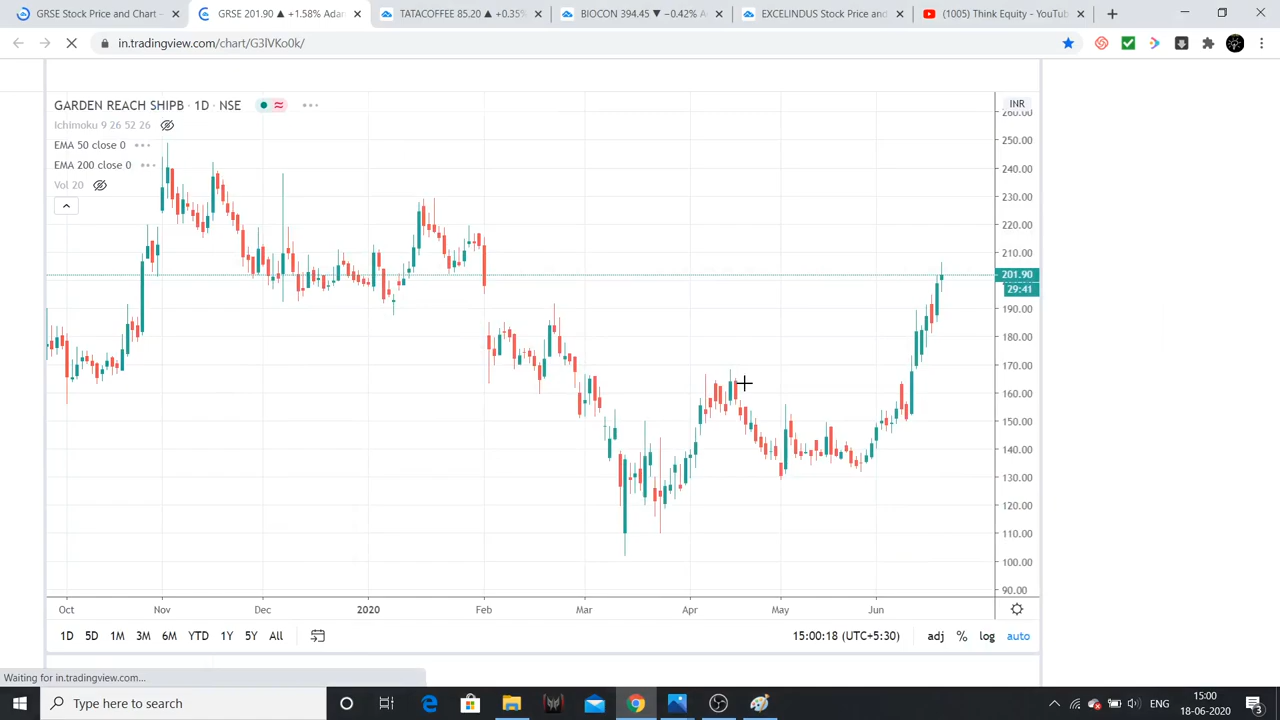 GRSE Stock Price and Chart –
GRSE 201.90 ▲ +1.58% Adan
TATACOFFEE 85.20 ▲ +0.35%
BIOCON 394.45 ▼ −0.42% A
EXCELINDUS Stock Price and
(1005) Think Equity - YouTube
in.tradingview.com/chart/G3lVKo0k/
GARDEN REACH SHIPB · 1D · NSE
INR
Ichimoku 9 26 52 26
EMA 50 close 0
EMA 200 close 0
Vol 20
260.00
250.00
240.00
230.00
220.00
210.00
201.90
29:41
190.00
180.00
170.00
160.00
150.00
140.00
130.00
120.00
110.00
100.00
90.00
Oct Nov Dec 2020 Feb Mar Apr May Jun
1D 5D 1M 3M 6M YTD 1Y 5Y All 15:00:18 (UTC+5:30) adj % log auto
Waiting for in.tradingview.com...
Type here to search
ENG
15:00
18-06-2020
3